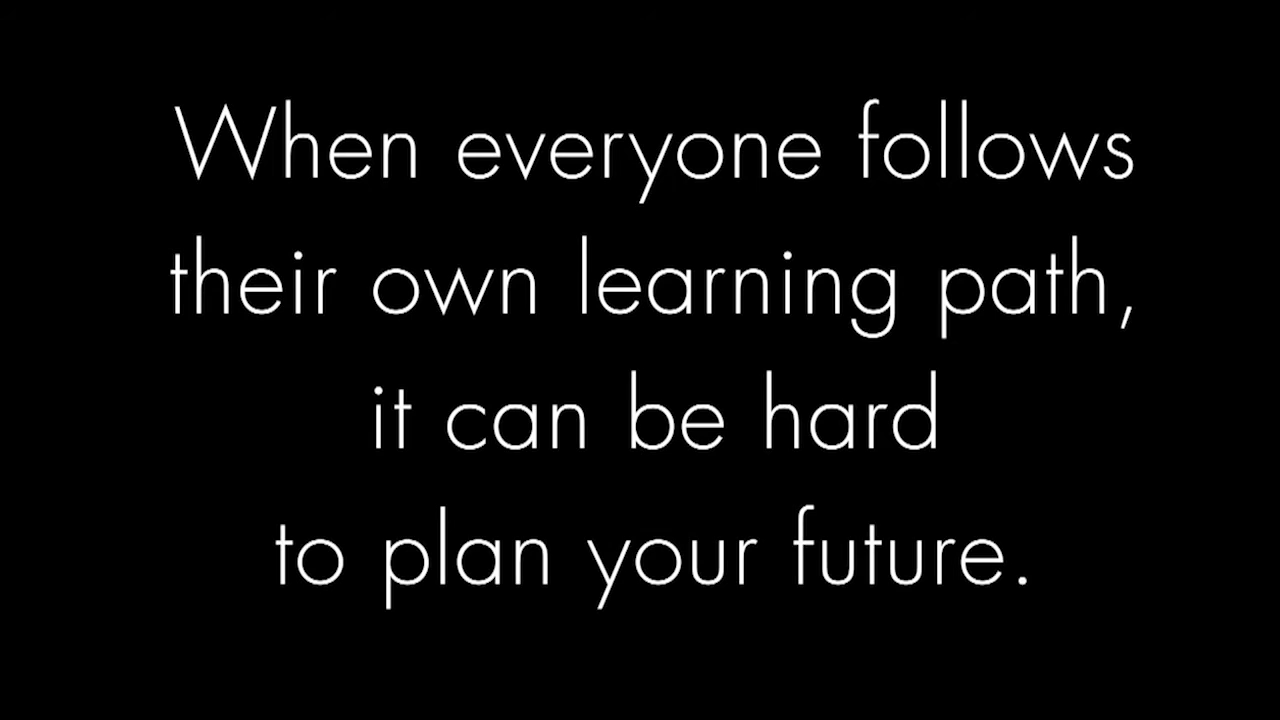 When everyone follows
their own learning path,
it can be hard
to plan your future.